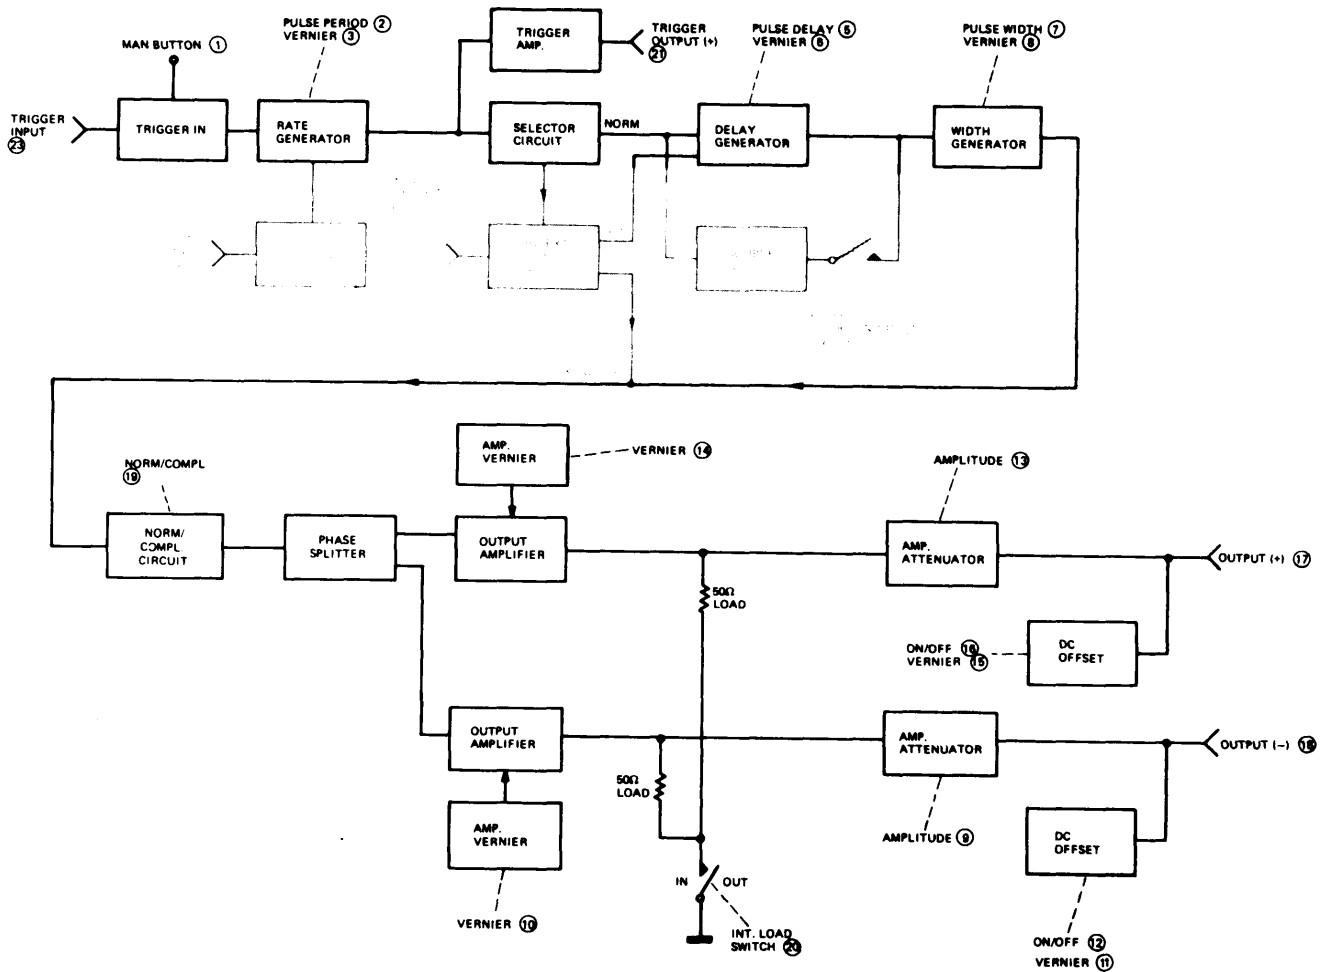 MAN BUTTON ①
PULSE PERIOD ②
VERNIER ③
TRIGGER
AMP.
TRIGGER
OUTPUT (+)
㉑
PULSE DELAY ⑤
VERNIER ⑥
PULSE WIDTH ⑦
VERNIER ⑧
TRIGGER
INPUT
㉓
TRIGGER IN
RATE
GENERATOR
SELECTOR
CIRCUIT
NORM
DELAY
GENERATOR
WIDTH
GENERATOR
NORM/COMPL
⑲
AMP.
VERNIER
VERNIER ⑭
AMPLITUDE ⑬
NORM/
COMPL.
CIRCUIT
PHASE
SPLITTER
OUTPUT
AMPLIFIER
AMP.
ATTENUATOR
OUTPUT (+) ⑰
50Ω
LOAD
ON/OFF ⑯
VERNIER ⑮
DC
OFFSET
OUTPUT
AMPLIFIER
AMP.
ATTENUATOR
OUTPUT (−) ⑱
50Ω
LOAD
AMP.
VERNIER
AMPLITUDE ⑨
DC
OFFSET
IN OUT
VERNIER ⑩
INT. LOAD
SWITCH ⑳
ON/OFF ⑫
VERNIER ⑪